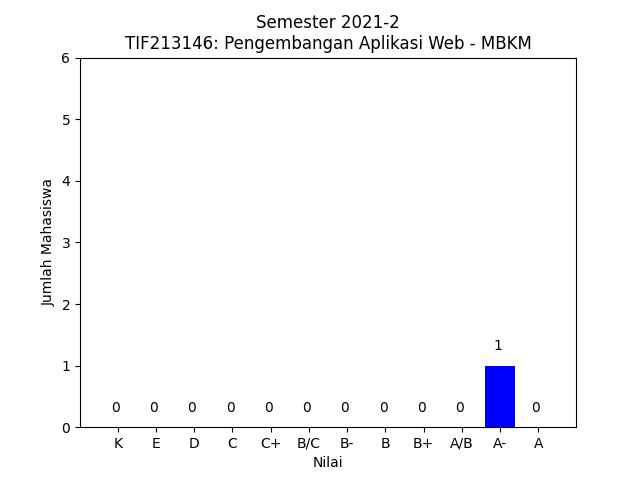 Semester 2021-2
TIF213146: Pengembangan Aplikasi Web - MBKM
6
5
4
3
2
1
0
Jumlah Mahasiswa
0 0 0 0 0 0 0 0 0 0 1 0
K E D C C+ B/C B- B B+ A/B A- A
Nilai